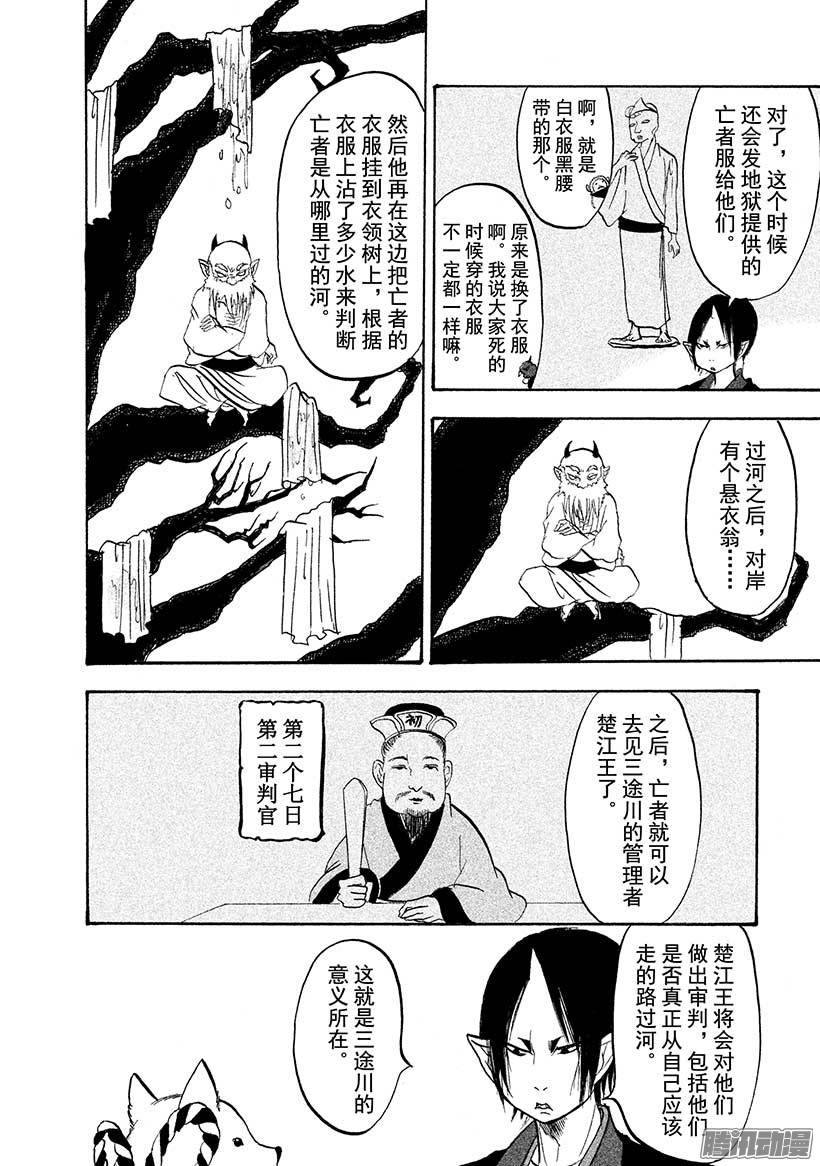 对了，这个时候
还会发地狱提供的
亡者服给他们。
啊，就是
白衣服黑腰
带的那个。
原来是换了衣服
啊。我说大家死的
时候穿的衣服
不一定都一样嘛。
过河之后，对岸
有个悬衣翁……
然后他再在这边把亡者的
衣服挂到衣领树上，根据
衣服上沾了多少水来判断
亡者是从哪里过的河。
之后，亡者就可以
去见三途川的管理者
楚江王了。
初
第二个七日
第二审判官
楚江王将会对他们
做出审判，包括他们
是否真正从自己应该
走的路过河。
这就是三途川的
意义所在。
腾讯动漫